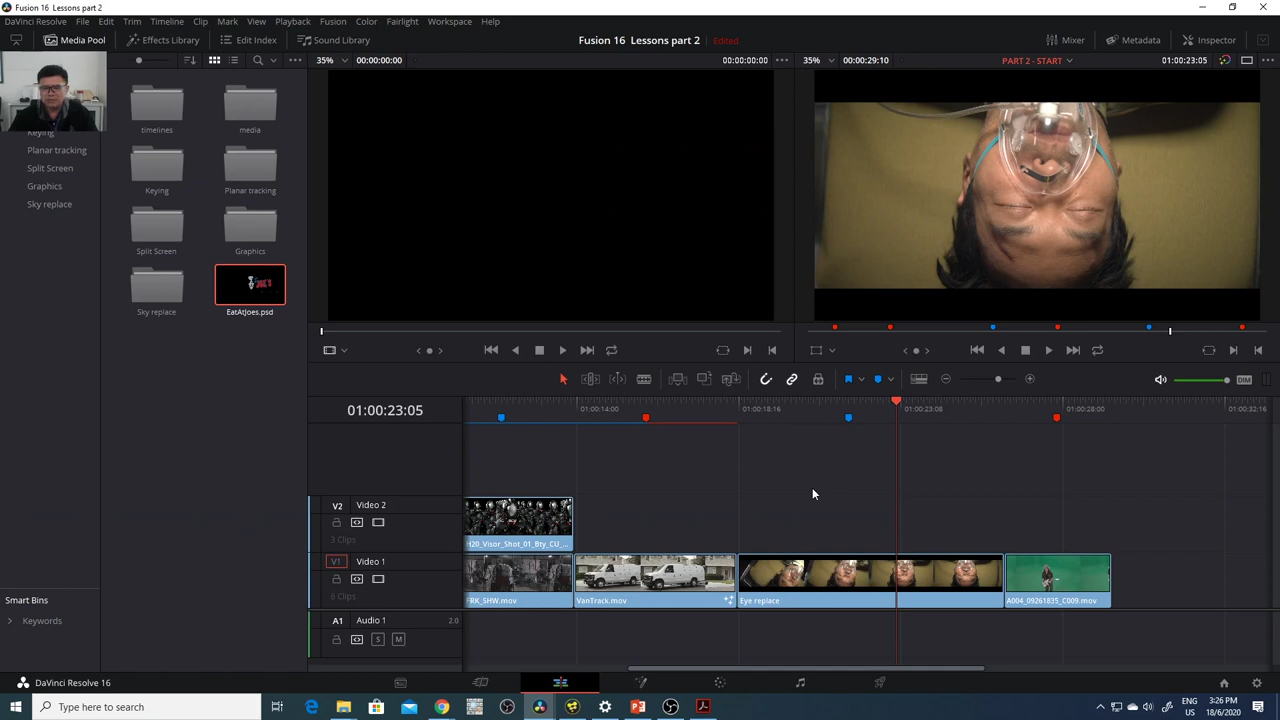 Fusion 16 Lessons part 2
DaVinci Resolve File Edit Trim Timeline Clip Mark View Playback Fusion Color Fairlight Workspace Help
Media Pool Effects Library Edit Index Sound Library Fusion 16 Lessons part 2 Edited Mixer Metadata Inspector
35% 00:00:00:00 00:00:00:00 35% 00:00:29:10 PART 2 - START 01:00:23:05
timelines media
Keying
Planar tracking
Split Screen
Graphics
Sky replace
Keying Planar tracking
Split Screen Graphics
Sky replace EatAtJoes.psd
DIM
01:00:23:05 01:00:14:00 01:00:18:16 01:00:23:08 01:00:28:00 01:00:32:16
V2 Video 2
3 Clips
H20_Visor_Shot_01_Bty_CU_...
V1 Video 1
6 Clips
FRK_SHW.mov VanTrack.mov Eye replace A004_09261835_C009.mov
Smart Bins
Keywords
A1 Audio 1 2.0
S M
DaVinci Resolve 16
Type here to search
ENG
US
3:26 PM
18/6/2020